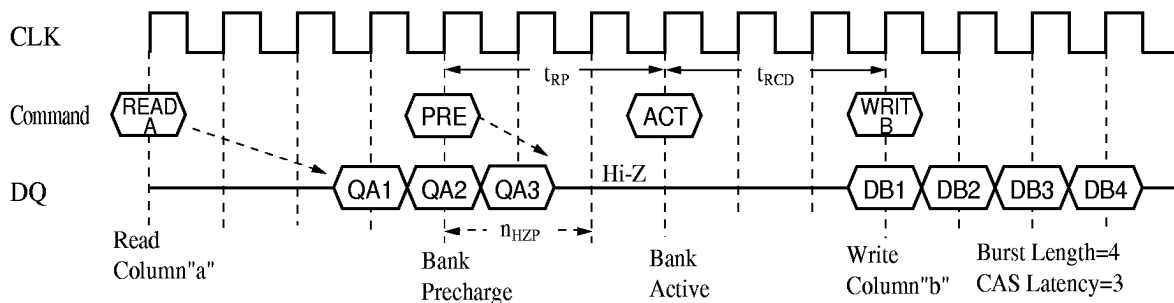 CLK
t_RP t_RCD
Command READ A PRE ACT WRIT B
DQ QA1 QA2 QA3 Hi-Z DB1 DB2 DB3 DB4
n_HZP
Read Column"a"
Bank Precharge
Bank Active
Write Column"b"
Burst Length=4
CAS Latency=3